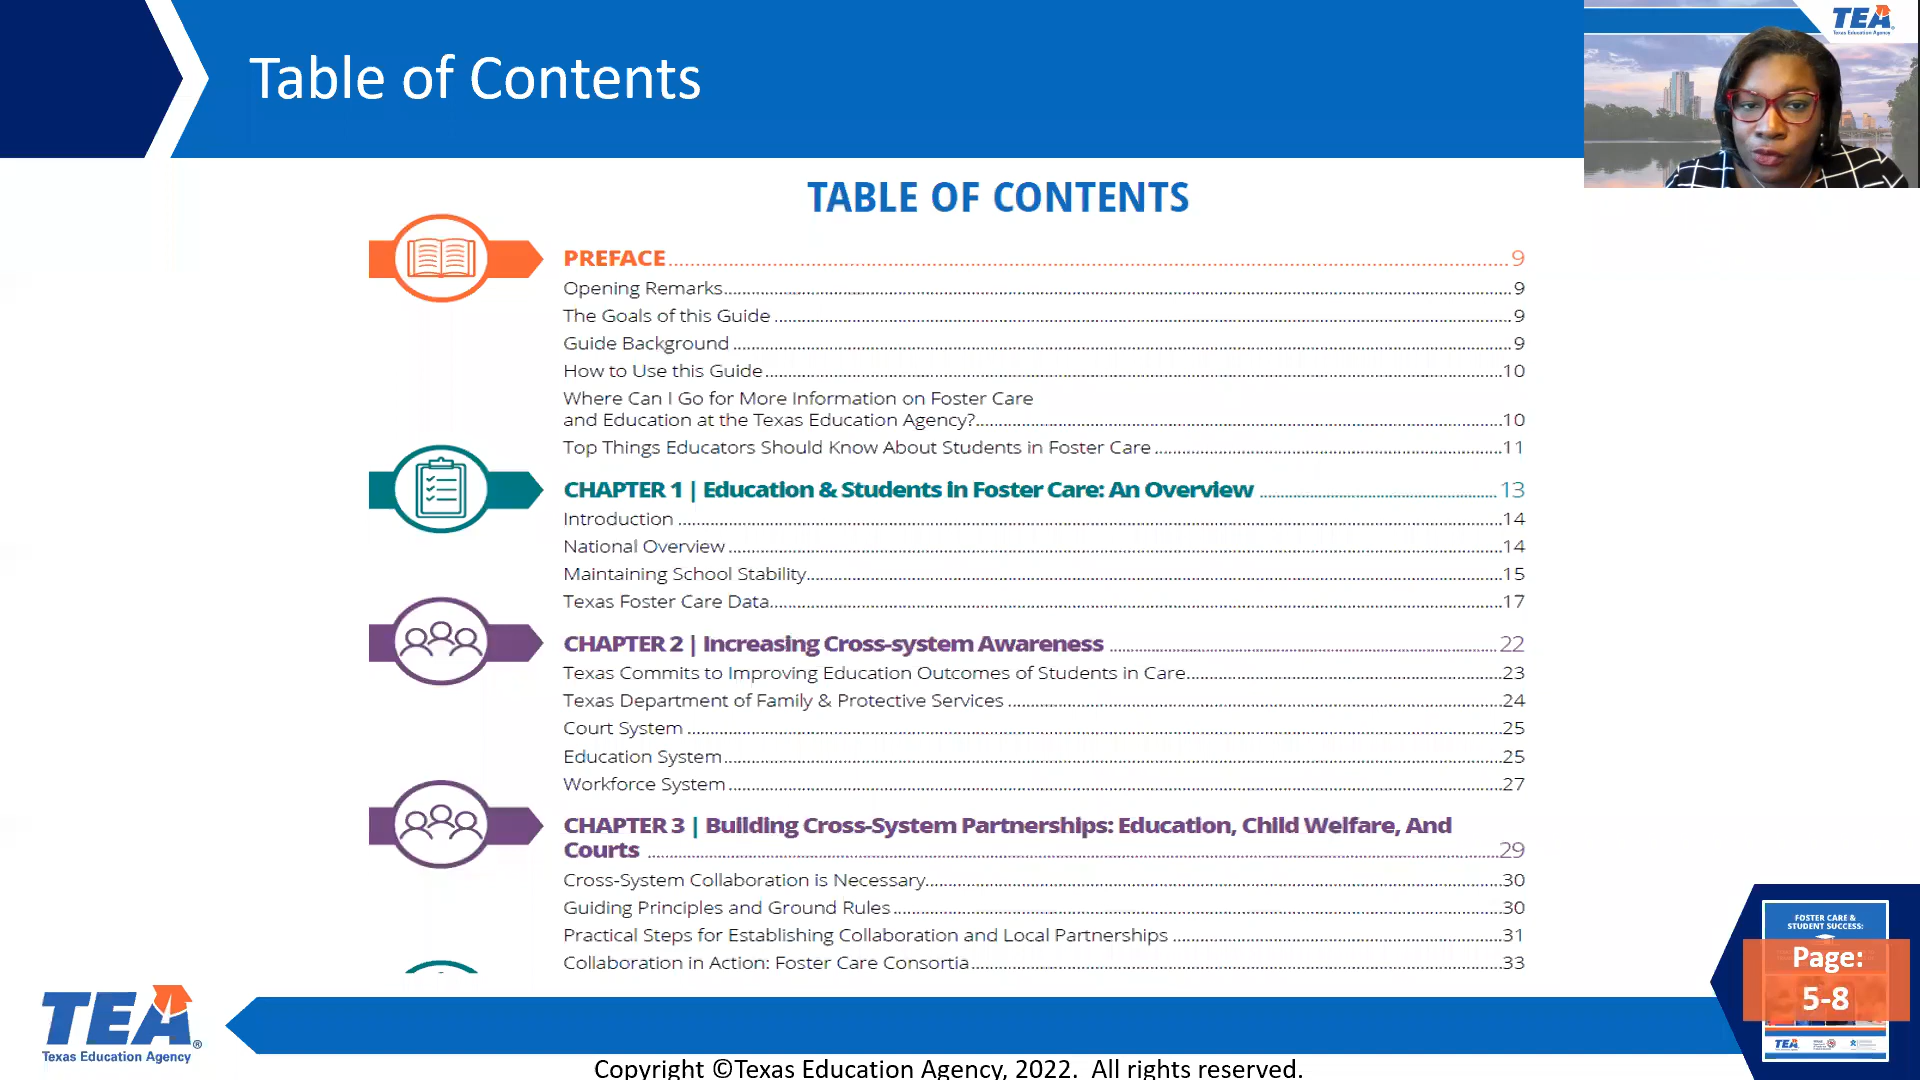 Table of Contents
TEA
Texas Education Agency
TABLE OF CONTENTS
PREFACE 9
Opening Remarks 9
The Goals of this Guide 9
Guide Background 9
How to Use this Guide 10
Where Can I Go for More Information on Foster Care
and Education at the Texas Education Agency? 10
Top Things Educators Should Know About Students in Foster Care 11
CHAPTER 1 | Education & Students in Foster Care: An Overview 13
Introduction 14
National Overview 14
Maintaining School Stability 15
Texas Foster Care Data 17
CHAPTER 2 | Increasing Cross-system Awareness 22
Texas Commits to Improving Education Outcomes of Students in Care 23
Texas Department of Family & Protective Services 24
Court System 25
Education System 25
Workforce System 27
CHAPTER 3 | Building Cross-System Partnerships: Education, Child Welfare, And
Courts 29
Cross-System Collaboration is Necessary 30
Guiding Principles and Ground Rules 30
Practical Steps for Establishing Collaboration and Local Partnerships 31
Collaboration in Action: Foster Care Consortia 33
FOSTER CARE &
STUDENT SUCCESS:
Page:
5-8
TEA
TEA®
Texas Education Agency
Copyright ©Texas Education Agency, 2022. All rights reserved.